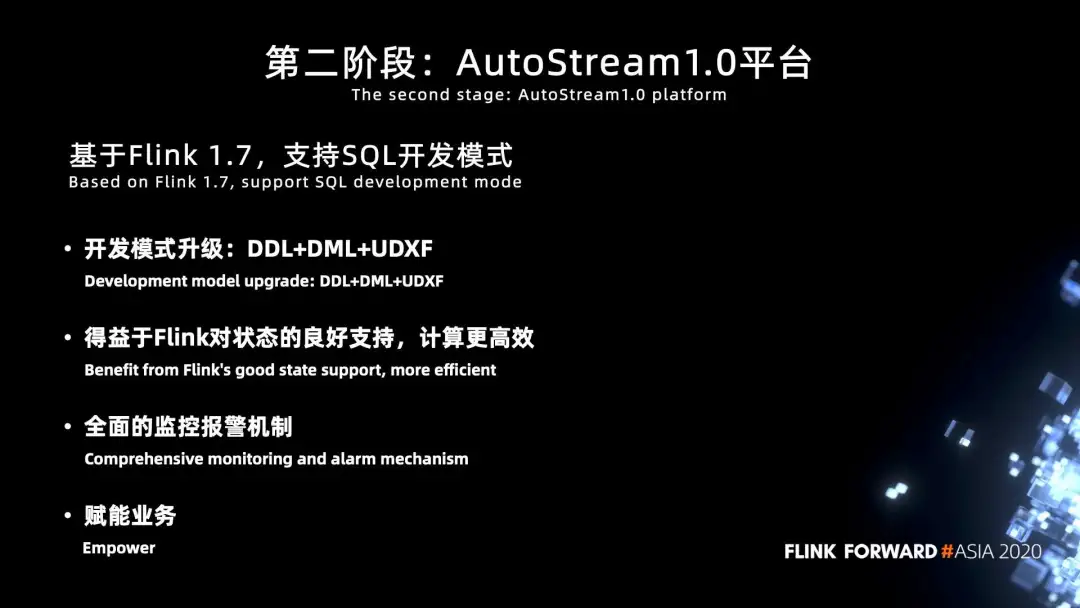 第二阶段：AutoStream1.0平台
The second stage: AutoStream1.0 platform
基于Flink 1.7，支持SQL开发模式
Based on Flink 1.7, support SQL development mode
• 开发模式升级：DDL+DML+UDXF
Development model upgrade: DDL+DML+UDXF
• 得益于Flink对状态的良好支持，计算更高效
Benefit from Flink's good state support, more efficient
• 全面的监控报警机制
Comprehensive monitoring and alarm mechanism
• 赋能业务
Empower
FLINK FORWARD #ASIA 2020